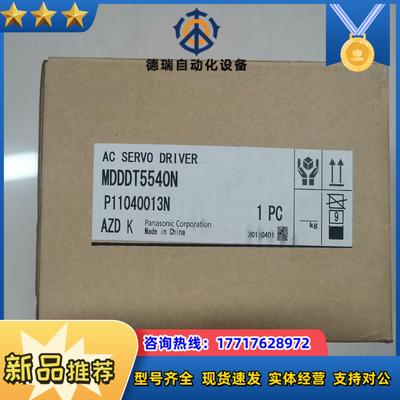 德瑞自动化设备
AC SERVO DRIVER
MDDDT5540N
P11040013N
1 PC
AZD K
Panasonic Corporation
Made in China
20110401
kg
9
咨询热线：17717628972
新品推荐
型号齐全 现货速发 实体经营 支持对公